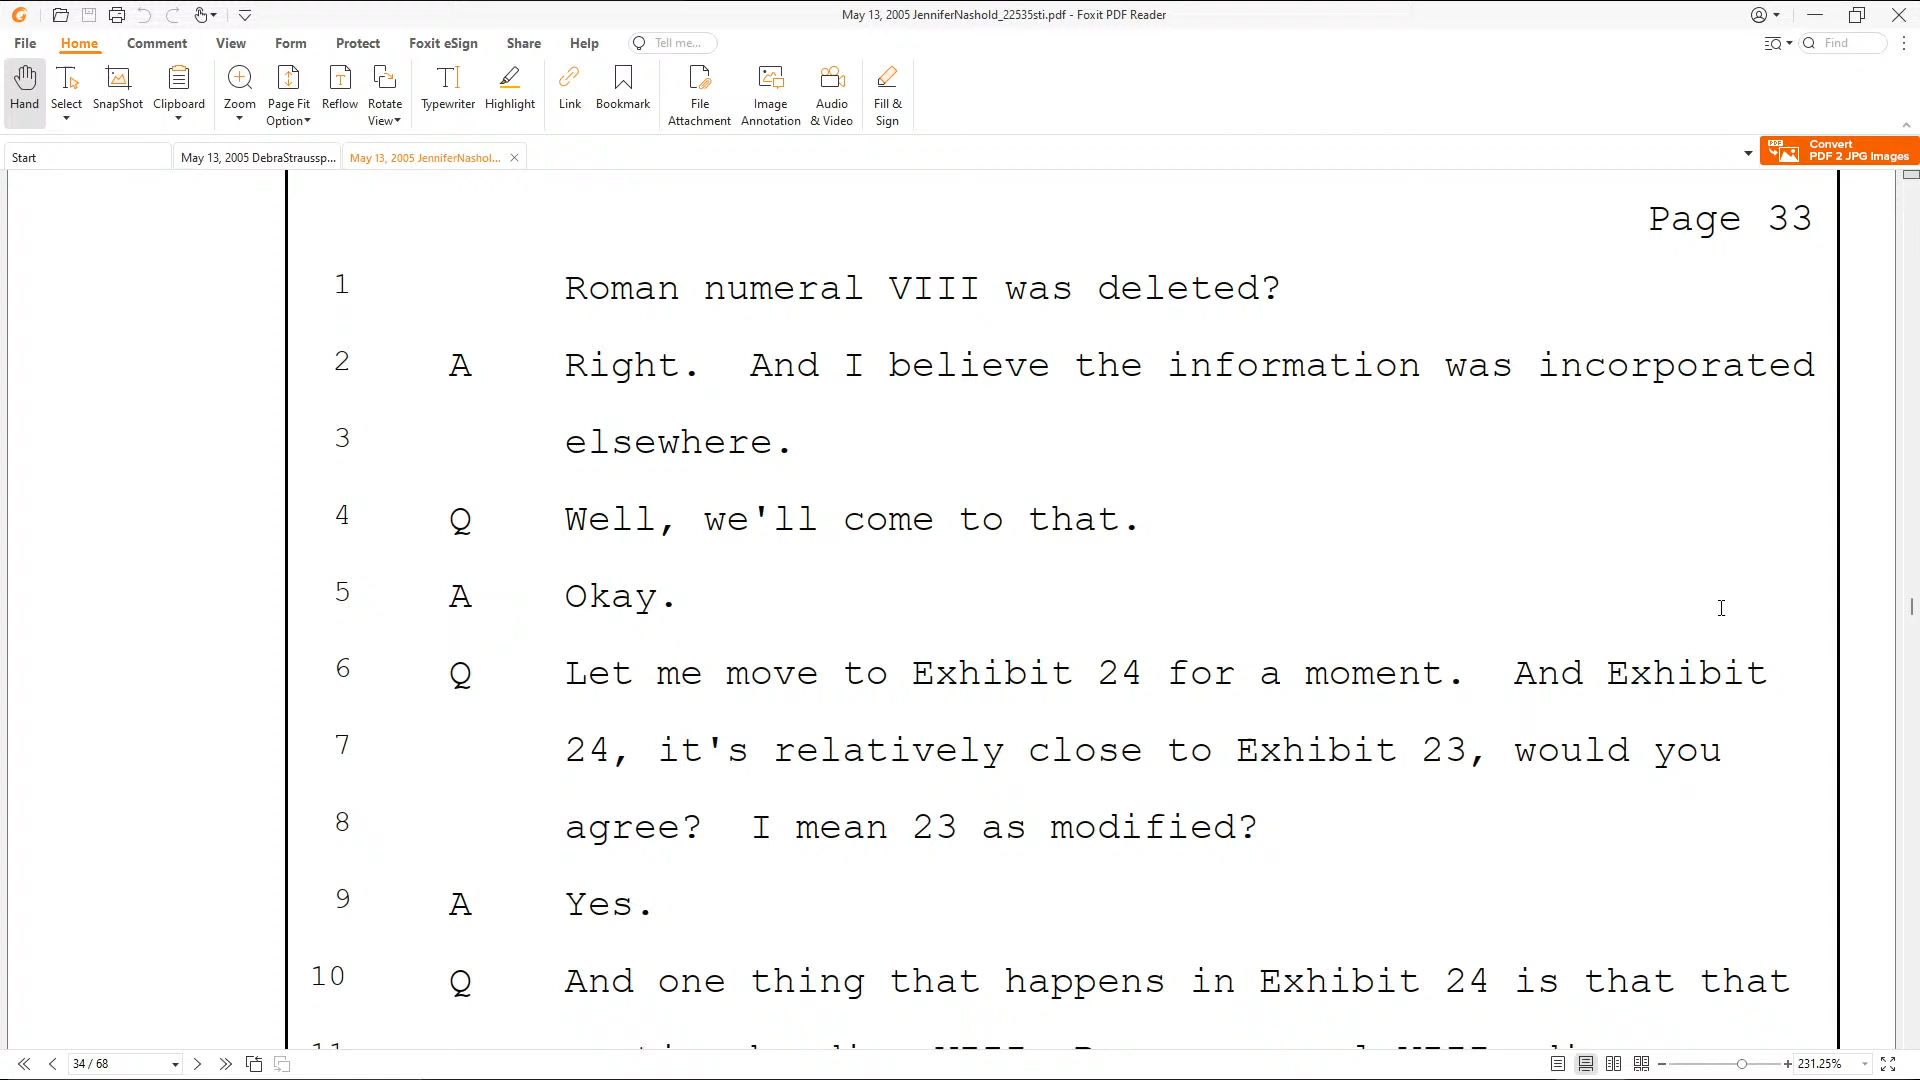 May 13, 2005 JenniferNashold_22535sti.pdf - Foxit PDF Reader
File Home Comment View Form Protect Foxit eSign Share Help Tell me... Find
Hand Select SnapShot Clipboard Zoom Page Fit Option Reflow Rotate View Typewriter Highlight Link Bookmark File Attachment Image Annotation Audio & Video Fill & Sign
Start May 13, 2005 DebraStraussp... May 13, 2005 JenniferNashol... Convert
PDF 2 JPG Images
Page 33
1 Roman numeral VIII was deleted?
2 A Right. And I believe the information was incorporated
3 elsewhere.
4 Q Well, we'll come to that.
5 A Okay.
6 Q Let me move to Exhibit 24 for a moment. And Exhibit
7 24, it's relatively close to Exhibit 23, would you
8 agree? I mean 23 as modified?
9 A Yes.
10 Q And one thing that happens in Exhibit 24 is that that
34 / 68 231.25%